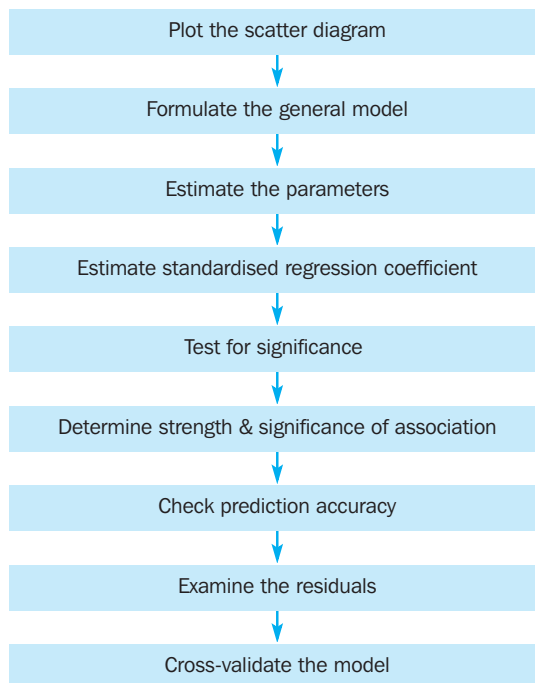 Plot the scatter diagram
Formulate the general model
Estimate the parameters
Estimate standardised regression coefficient
Test for significance
Determine strength & significance of association
Check prediction accuracy
Examine the residuals
Cross-validate the model